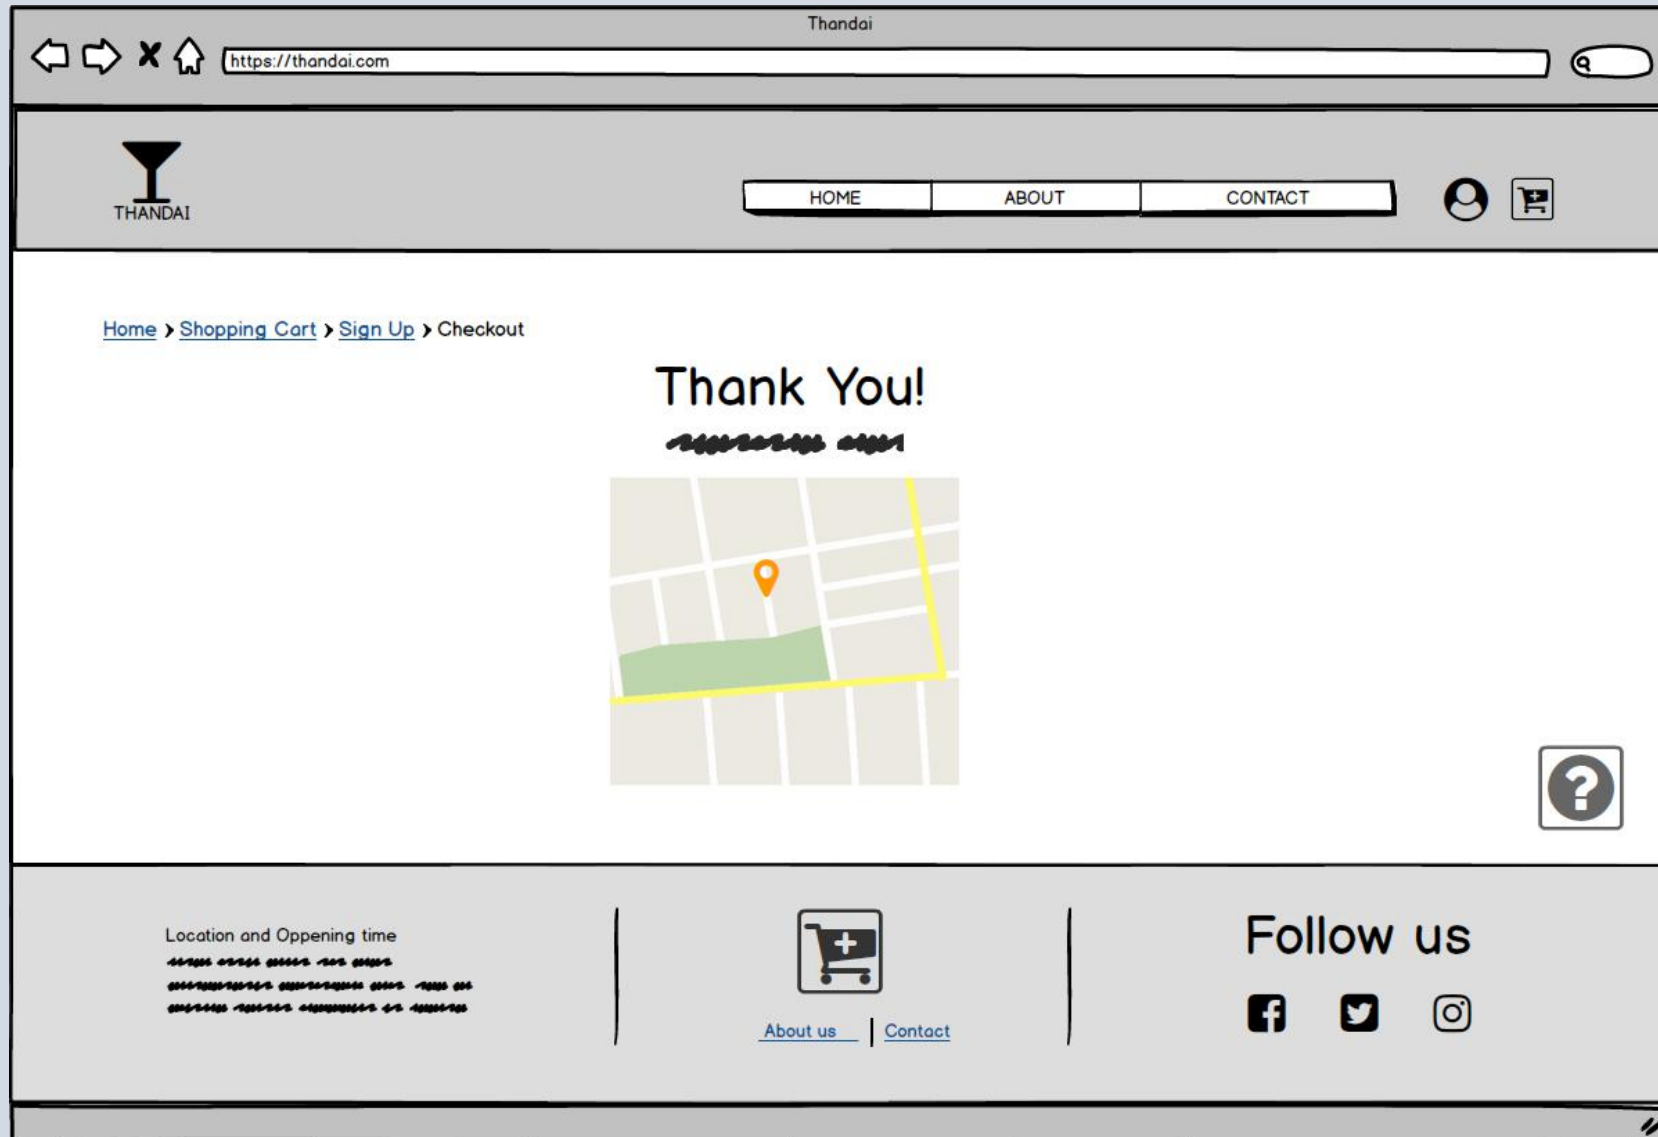 Thandai
https://thandai.com
THANDAI
HOME ABOUT CONTACT
Home > Shopping Cart > Sign Up > Checkout
Thank You!
Location and Oppening time
About us | Contact
Follow us